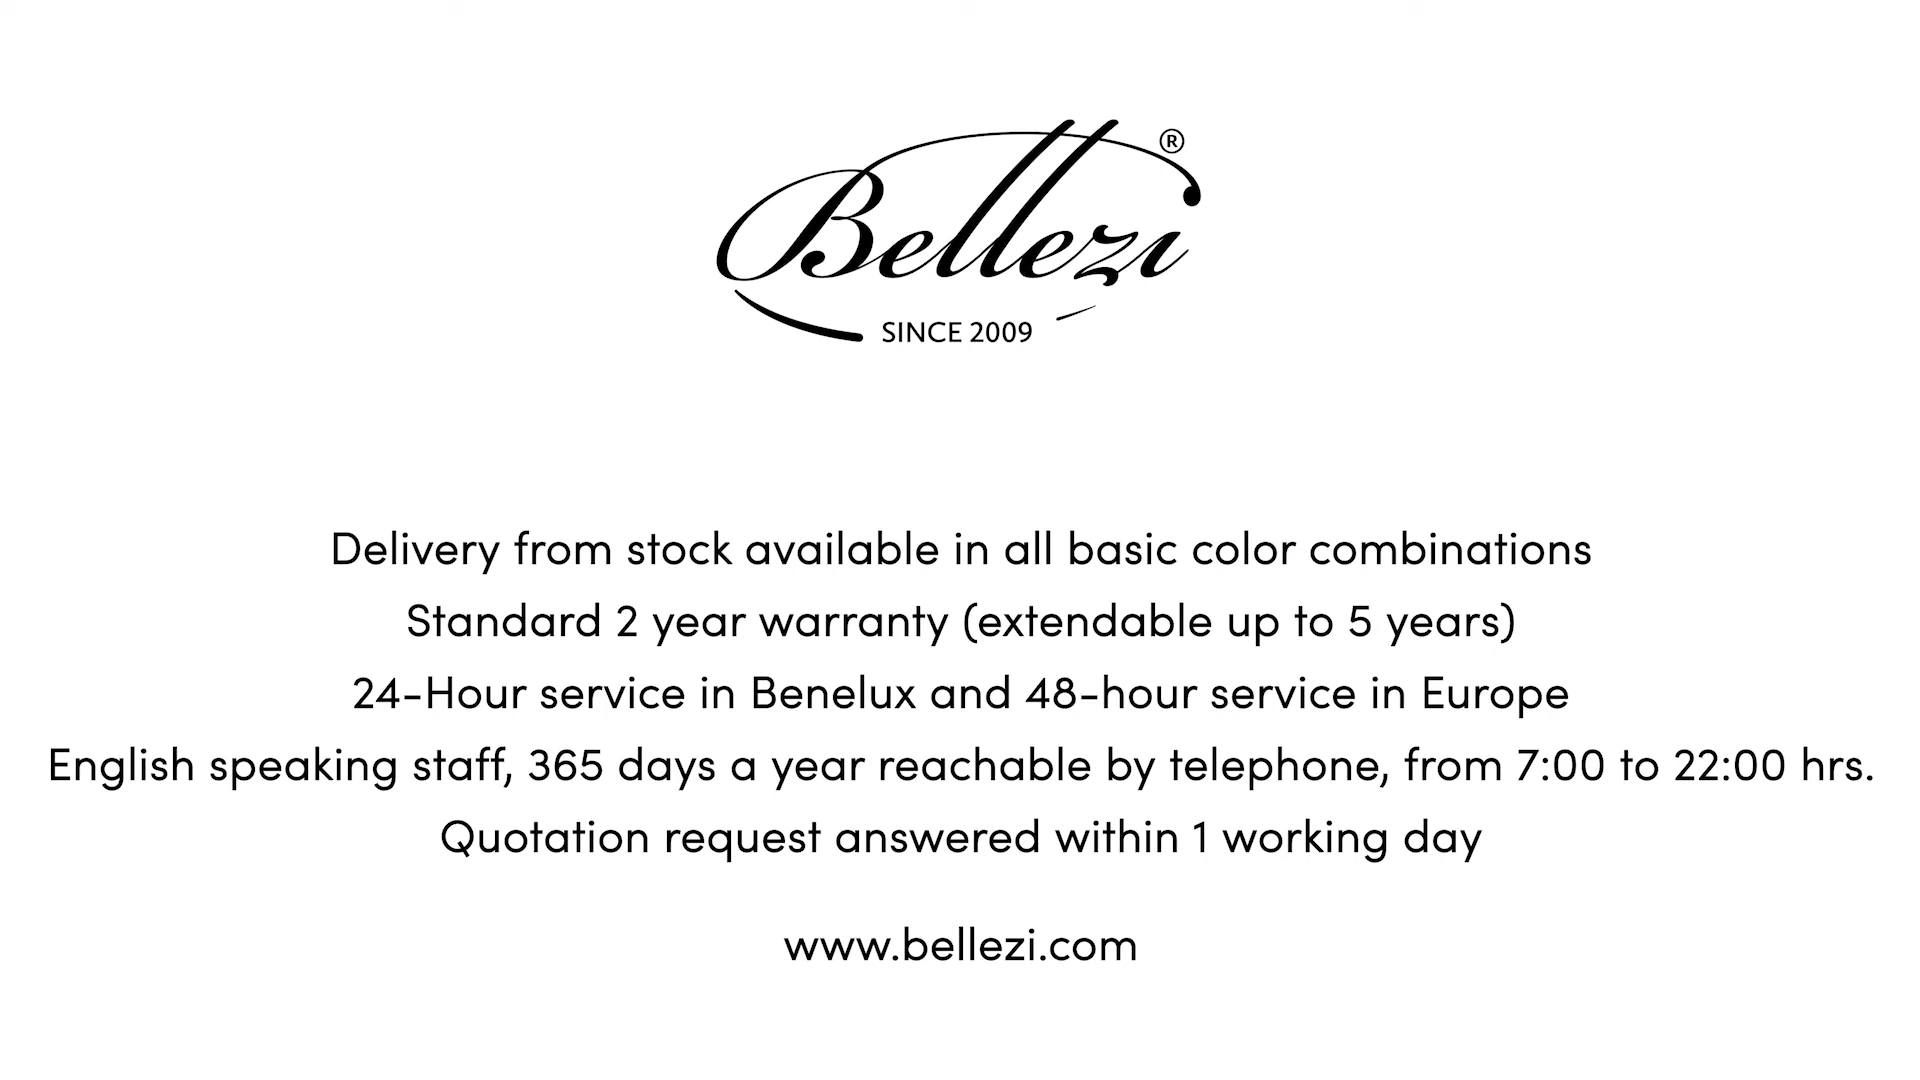 Bellezi®
SINCE 2009
Delivery from stock available in all basic color combinations
Standard 2 year warranty (extendable up to 5 years)
24-Hour service in Benelux and 48-hour service in Europe
English speaking staff, 365 days a year reachable by telephone, from 7:00 to 22:00 hrs.
Quotation request answered within 1 working day
www.bellezi.com